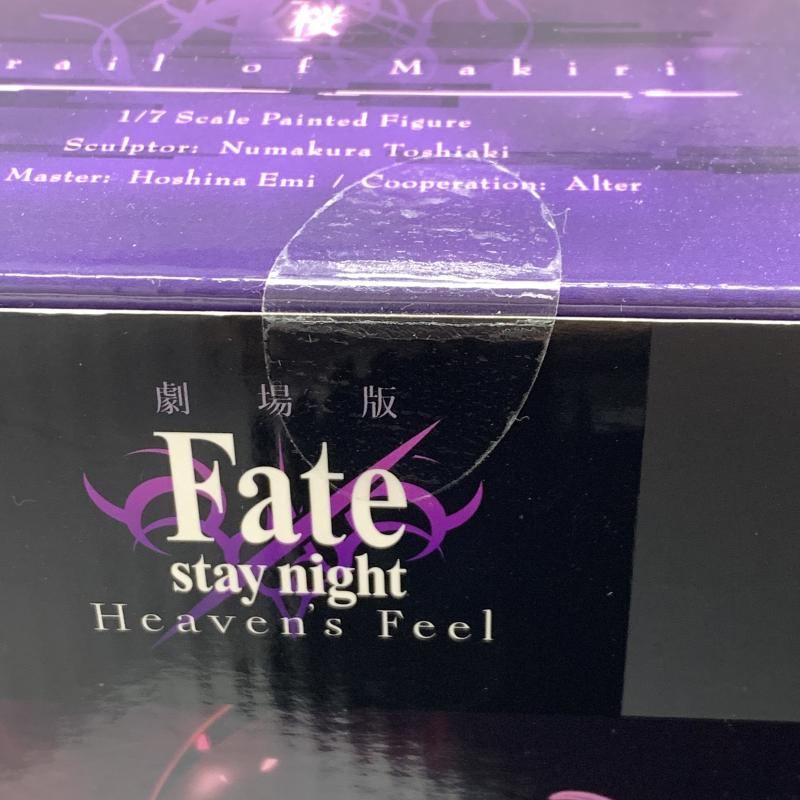 桜
rail of Makiri
1/7 Scale Painted Figure
Sculptor: Numakura Toshiaki
Master: Hoshina Emi / Cooperation: Alter
劇場版
Fate
stay night
Heaven's Feel